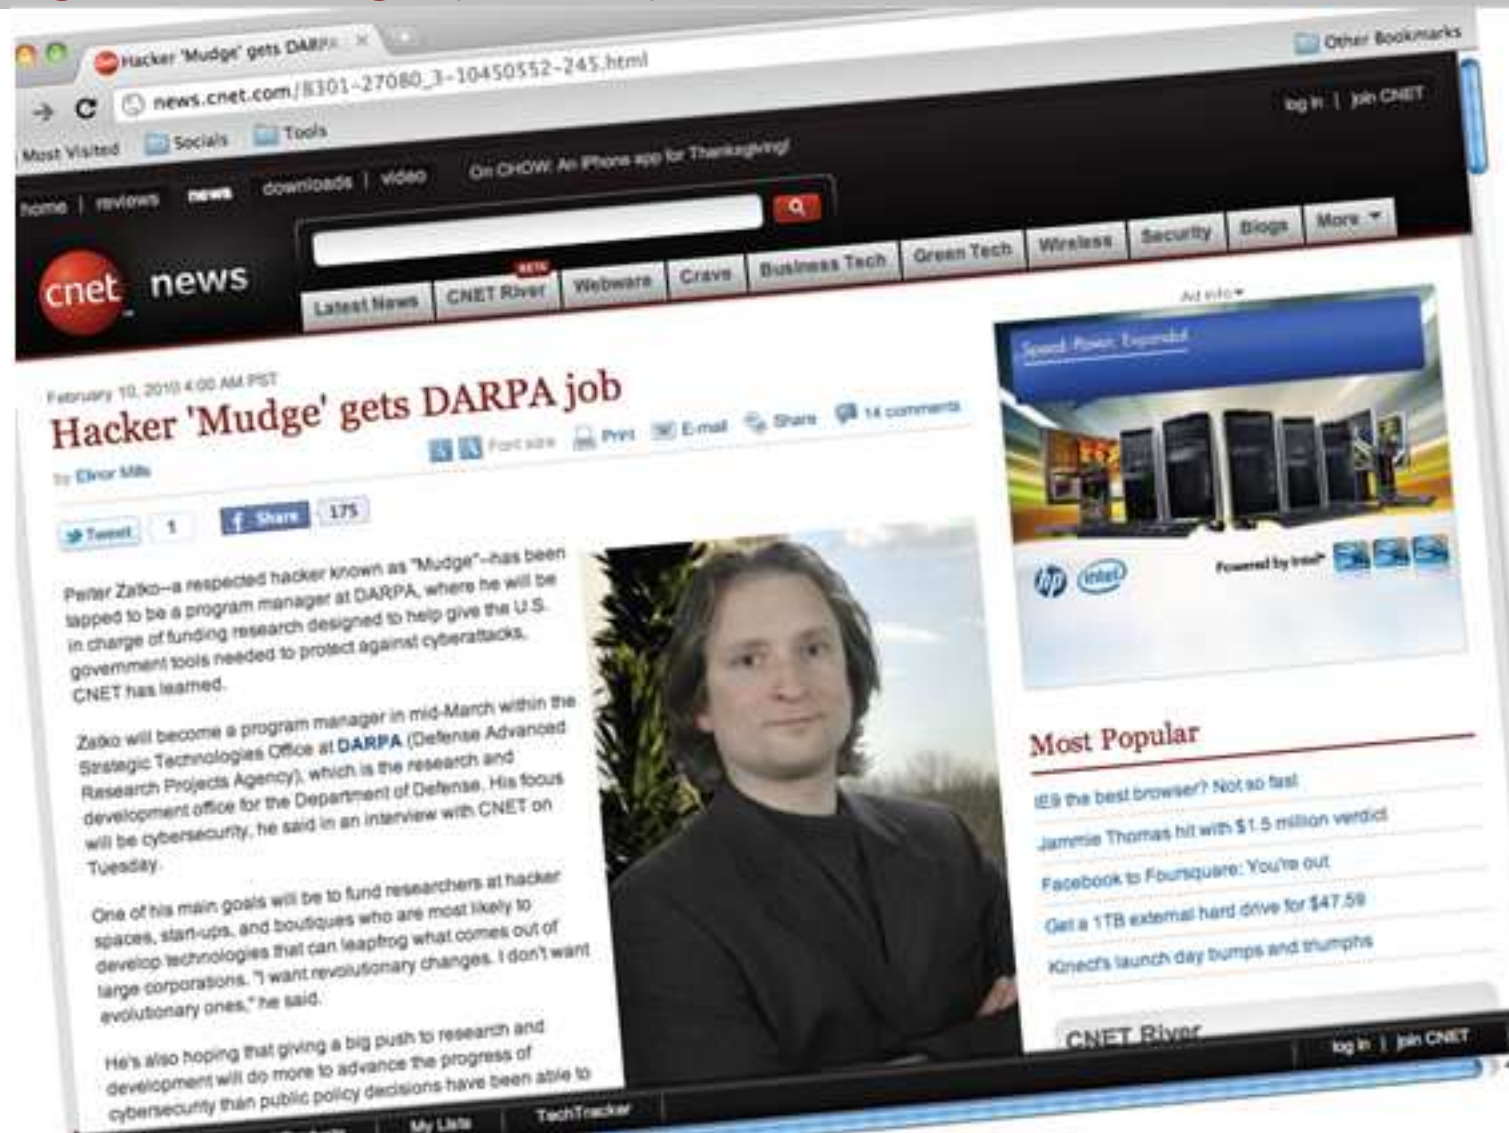 Hacker 'Mudge' gets DARPA
news.cnet.com/8301-27080_3-10450552-245.html
Other Bookmarks
Most Visited Socials Tools
log in | join CNET
home | reviews news downloads | video On CHOW: An iPhone app for Thanksgiving!
cnet news
BETA
Latest News CNET River Webware Crave Business Tech Green Tech Wireless Security Blogs More
Ad Info
February 10, 2010 4:00 AM PST
Hacker 'Mudge' gets DARPA job
by Elinor Mills
Font size Print E-mail Share 14 comments
Tweet 1 Share 175
Peiter Zatko--a respected hacker known as "Mudge"--has been
tapped to be a program manager at DARPA, where he will be
in charge of funding research designed to help give the U.S.
government tools needed to protect against cyberattacks,
CNET has learned.
Zatko will become a program manager in mid-March within the
Strategic Technologies Office at DARPA (Defense Advanced
Research Projects Agency), which is the research and
development office for the Department of Defense. His focus
will be cybersecurity, he said in an interview with CNET on
Tuesday.
One of his main goals will be to fund researchers at hacker
spaces, start-ups, and boutiques who are most likely to
develop technologies that can leapfrog what comes out of
large corporations. "I want revolutionary changes. I don't want
evolutionary ones," he said.
He's also hoping that giving a big push to research and
development will do more to advance the progress of
cybersecurity than public policy decisions have been able to
Speed. Power. Expanded.
hp intel
Powered by Intel
Most Popular
IE9 the best browser? Not so fast
Jammie Thomas hit with $1.5 million verdict
Facebook to Foursquare: You're out
Get a 1TB external hard drive for $47.59
Kinect's launch day bumps and triumphs
CNET River
My Lists TechTracker
log in | join CNET